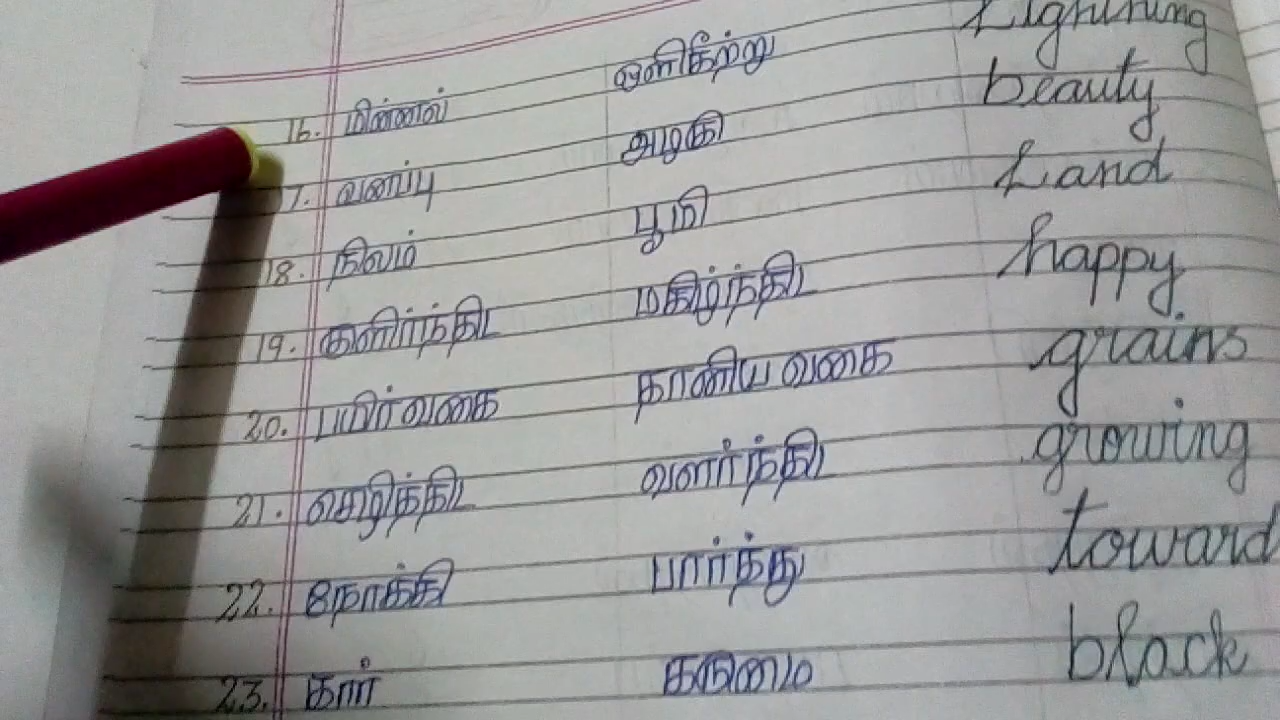 16. மின்னல் ஒளிகீற்று Lightning
17. வனப்பு அழகு beauty
18. நிலம் பூமி Land
19. குளிர்ந்திட மகிழ்ந்திட happy
20. பயிர்வகை தானிய வகை grains
21. செழித்திட வளர்ந்திட growing
22. நோக்கி பார்த்து toward
23. கார் கருமை black